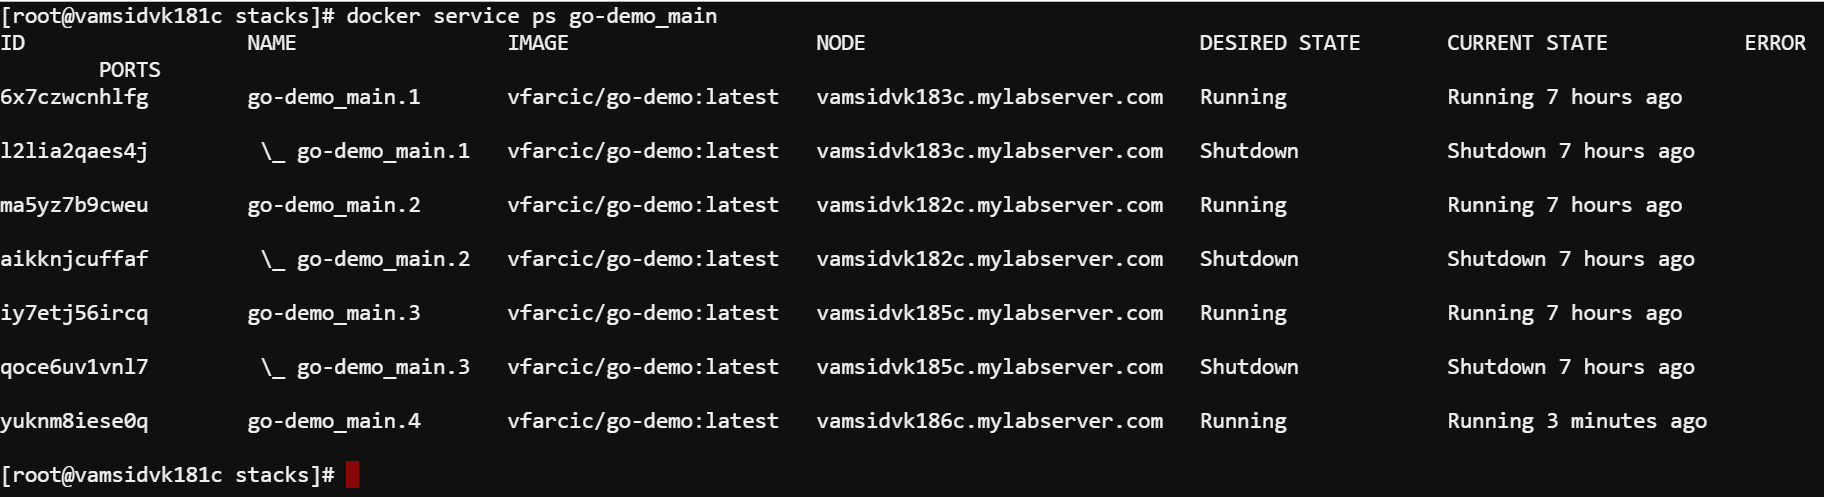 [root@vamsidvk181c stacks]# docker service ps go-demo_main
ID                  NAME                 IMAGE                    NODE                           DESIRED STATE       CURRENT STATE           ERROR
        PORTS
6x7czwcnhlfg        go-demo_main.1       vfarcic/go-demo:latest   vamsidvk183c.mylabserver.com   Running             Running 7 hours ago
l2lia2qaes4j         \_ go-demo_main.1   vfarcic/go-demo:latest   vamsidvk183c.mylabserver.com   Shutdown            Shutdown 7 hours ago
ma5yz7b9cweu        go-demo_main.2       vfarcic/go-demo:latest   vamsidvk182c.mylabserver.com   Running             Running 7 hours ago
aikknjcuffaf         \_ go-demo_main.2   vfarcic/go-demo:latest   vamsidvk182c.mylabserver.com   Shutdown            Shutdown 7 hours ago
iy7etj56ircq        go-demo_main.3       vfarcic/go-demo:latest   vamsidvk185c.mylabserver.com   Running             Running 7 hours ago
qoce6uv1vnl7         \_ go-demo_main.3   vfarcic/go-demo:latest   vamsidvk185c.mylabserver.com   Shutdown            Shutdown 7 hours ago
yuknm8iese0q        go-demo_main.4       vfarcic/go-demo:latest   vamsidvk186c.mylabserver.com   Running             Running 3 minutes ago
[root@vamsidvk181c stacks]#